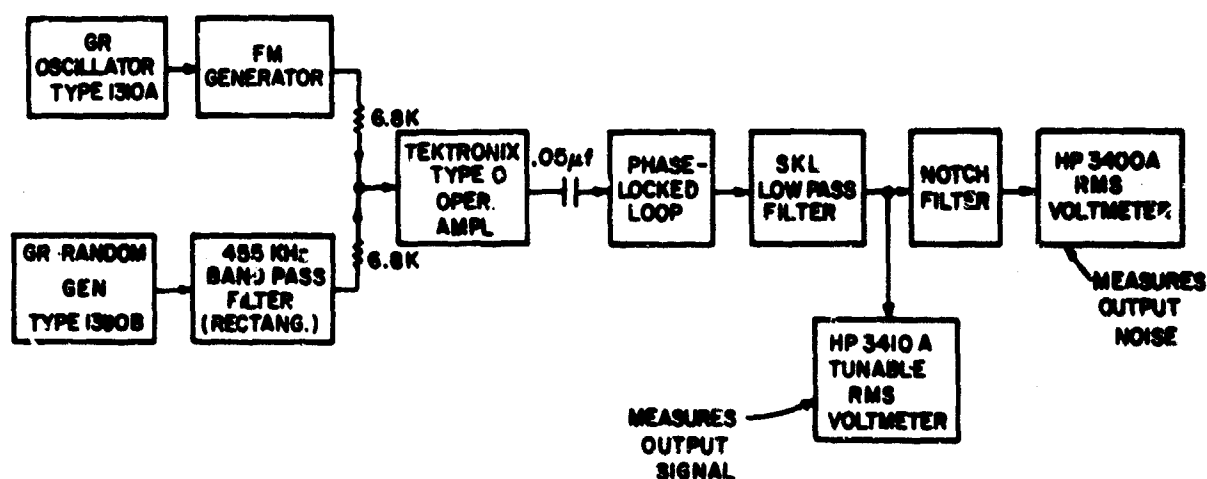 GR
OSCILLATOR
TYPE 1310A
FM
GENERATOR
6.8K
GR RANDOM
GEN
TYPE 1390B
455 KHz
BAND PASS
FILTER
(RECTANG.)
6.8K
TEKTRONIX
TYPE O
OPER.
AMPL
.05µf
PHASE-
LOCKED
LOOP
SKL
LOW PASS
FILTER
NOTCH
FILTER
HP 3400A
RMS
VOLTMETER
MEASURES
OUTPUT
NOISE
HP 3410A
TUNABLE
RMS
VOLTMETER
MEASURES
OUTPUT
SIGNAL